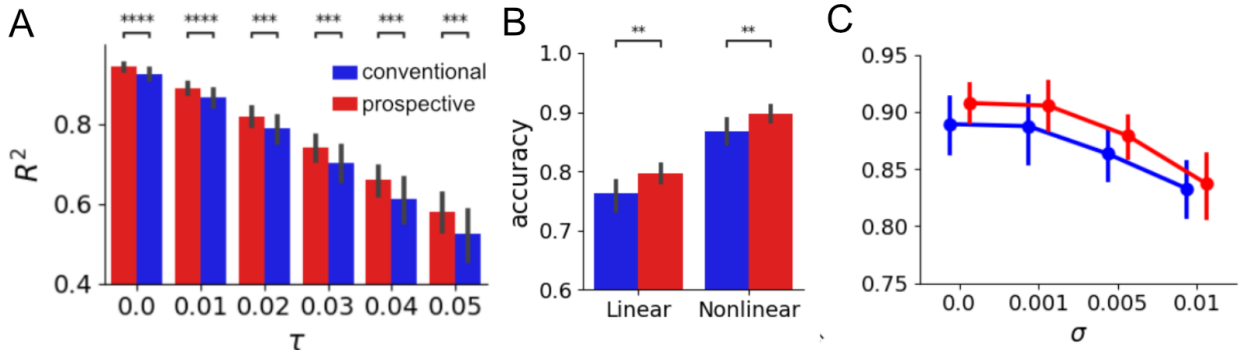 A
**** **** *** *** *** ***
conventional
prospective
0.8
0.6
0.4
R²
0.0 0.01 0.02 0.03 0.04 0.05
τ
B
** **
1.0
0.9
0.8
0.7
0.6
accuracy
Linear Nonlinear
C
0.95
0.90
0.85
0.80
0.75
0.0 0.001 0.005 0.01
σ